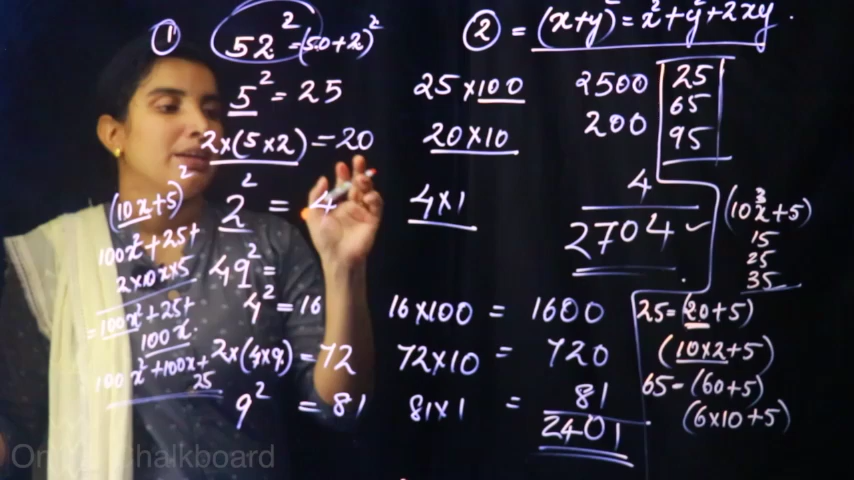 ① 52² = (50+2)²
② = (x+y)² = x²+y²+2xy.
5² = 25   25×100   2500
2×(5×2) = 20   20×10   200
2² = 4   4×1   4
2704 ✓
25
65
95
(10x+5)²
100x²+25+
2×10x×5
= 100x²+25+
100x.
100x²+100x+
25
49² =
4² = 16   16×100 = 1600
2×(4×9) = 72   72×10 = 720
9² = 81   81×1 = 81
2401
(10x+5)
15
25
35
25 = (20+5)
(10×2+5)
65 = (60+5)
(6×10+5)